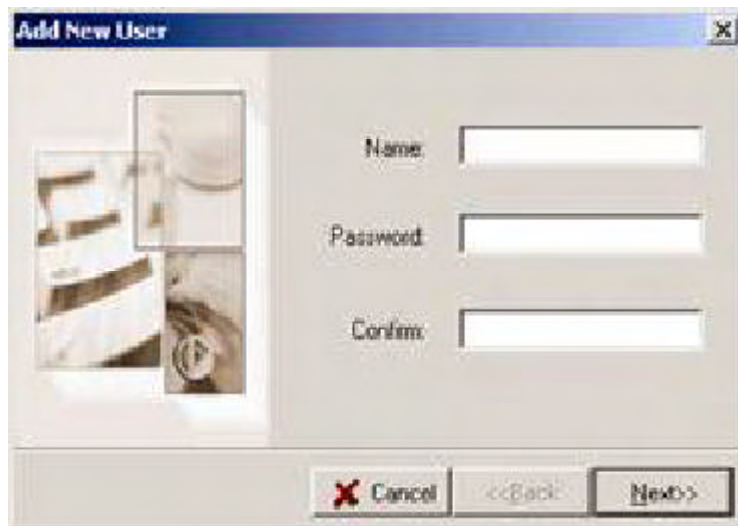 Add New User
Name:
Password:
Confirm:
Cancel
<<Back
Next>>